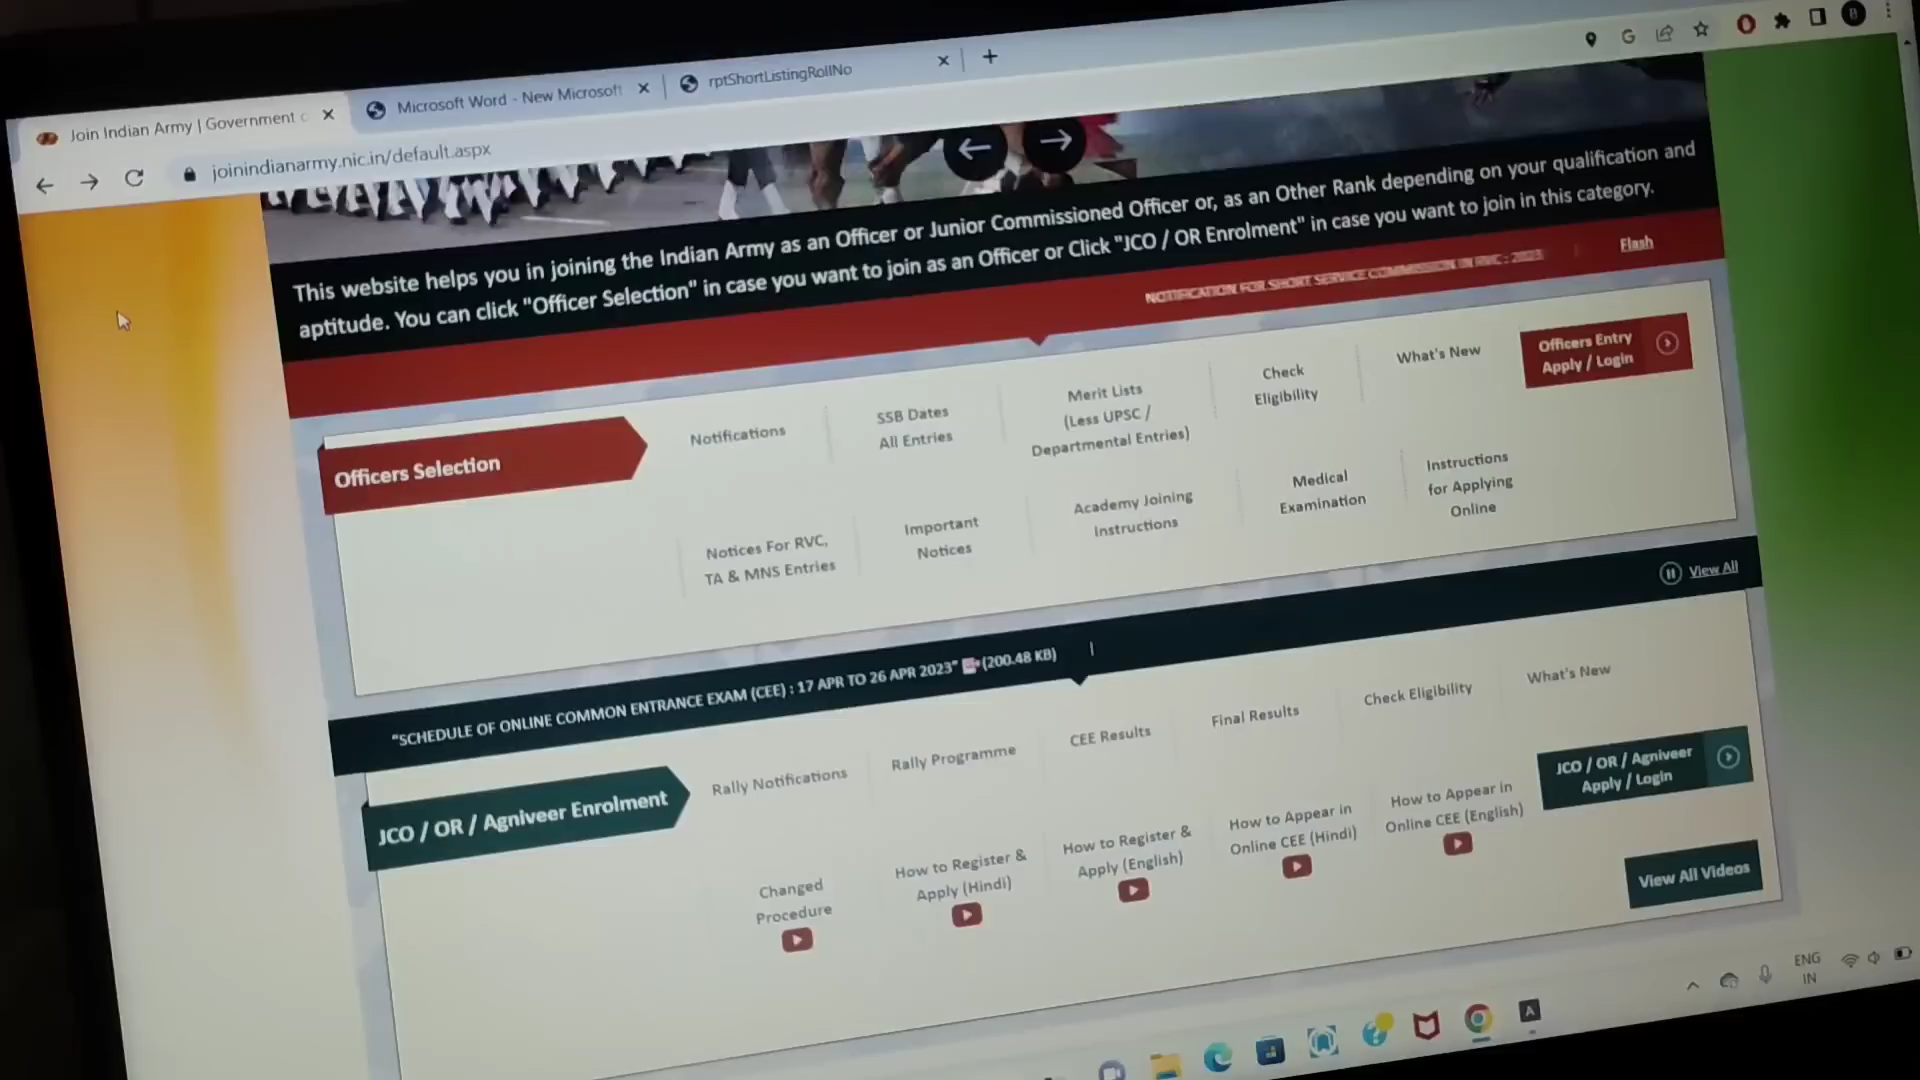 Join Indian Army | Government
Microsoft Word - New Microsoft
rptShortListingRollNo
joinindianarmy.nic.in/default.aspx
This website helps you in joining the Indian Army as an Officer or Junior Commissioned Officer or, as an Other Rank depending on your qualification and
aptitude. You can click "Officer Selection" in case you want to join as an Officer or Click "JCO / OR Enrolment" in case you want to join in this category.
NOTIFICATION FOR SHORT SERVICE COMMISSION IN RVC : 2023
Flash
Officers Selection
Notifications
SSB Dates
All Entries
Merit Lists
(Less UPSC /
Departmental Entries)
Check
Eligibility
What's New
Officers Entry
Apply / Login
Notices For RVC,
TA & MNS Entries
Important
Notices
Academy Joining
Instructions
Medical
Examination
Instructions
for Applying
Online
View All
"SCHEDULE OF ONLINE COMMON ENTRANCE EXAM (CEE) : 17 APR TO 26 APR 2023" (200.48 KB) |
JCO / OR / Agniveer Enrolment
Rally Notifications
Rally Programme
CEE Results
Final Results
Check Eligibility
What's New
JCO / OR / Agniveer
Apply / Login
Changed
Procedure
How to Register &
Apply (Hindi)
How to Register &
Apply (English)
How to Appear in
Online CEE (Hindi)
How to Appear in
Online CEE (English)
View All Videos
ENG
IN